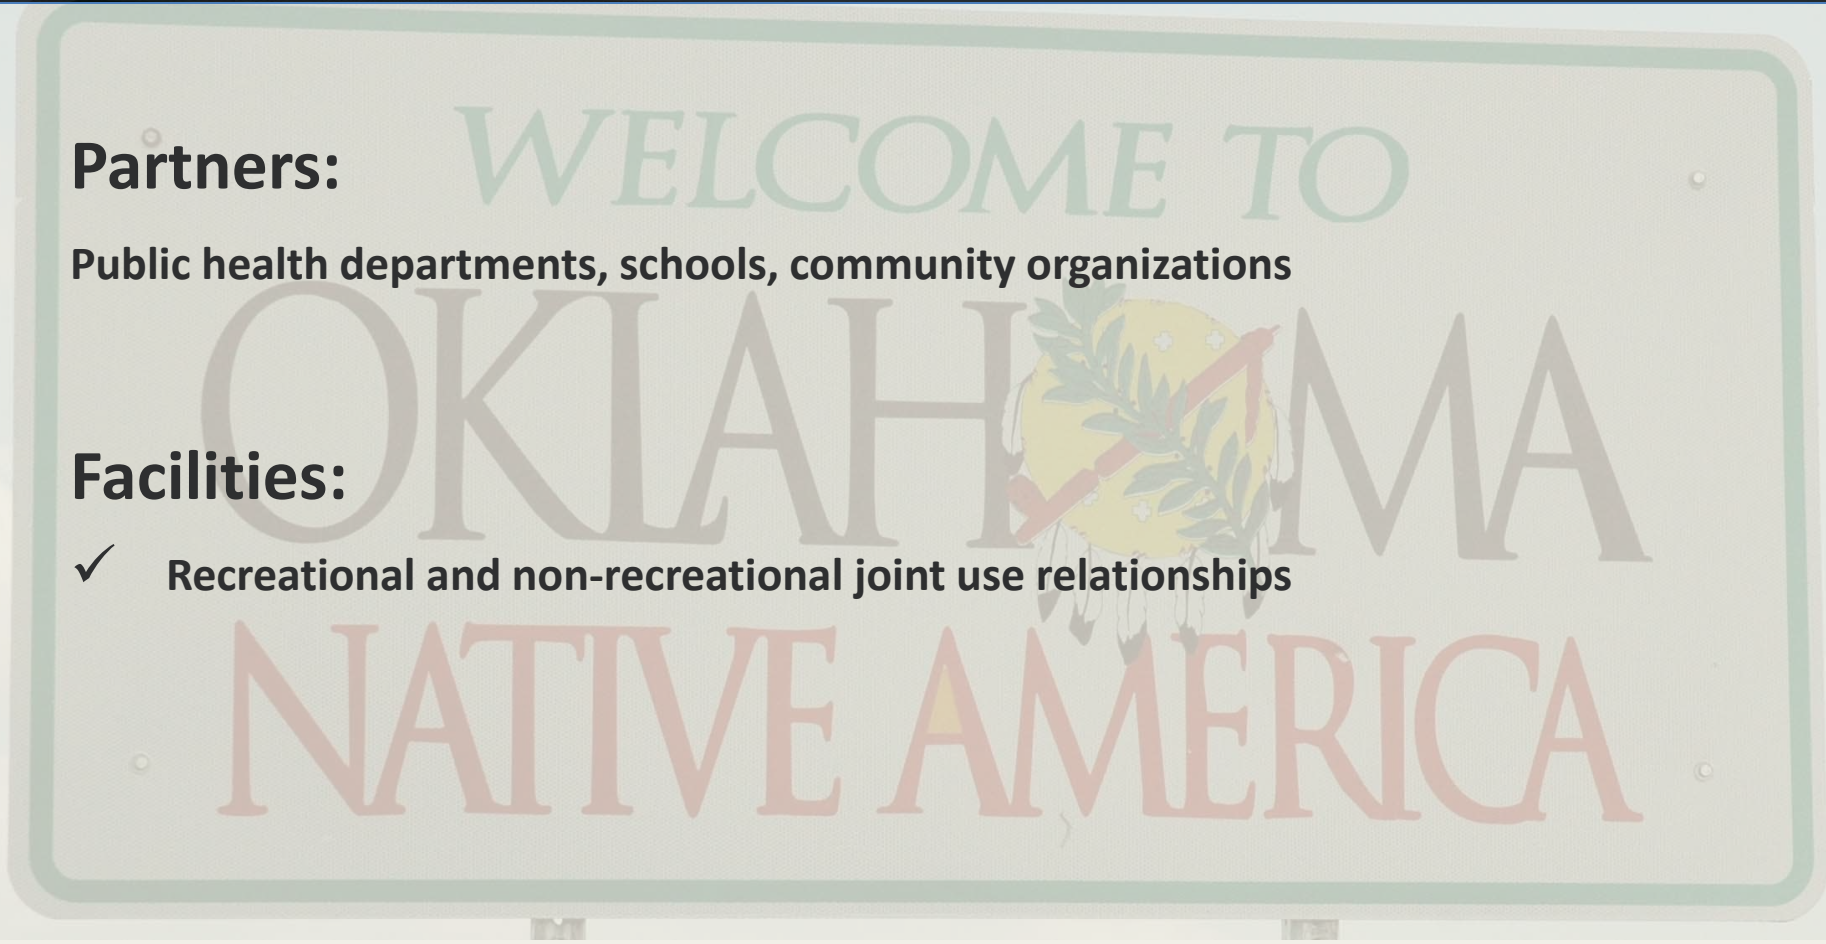 WELCOME TO
Partners:
Public health departments, schools, community organizations
OKLAHOMA
Facilities:
✓ Recreational and non-recreational joint use relationships
NATIVE AMERICA